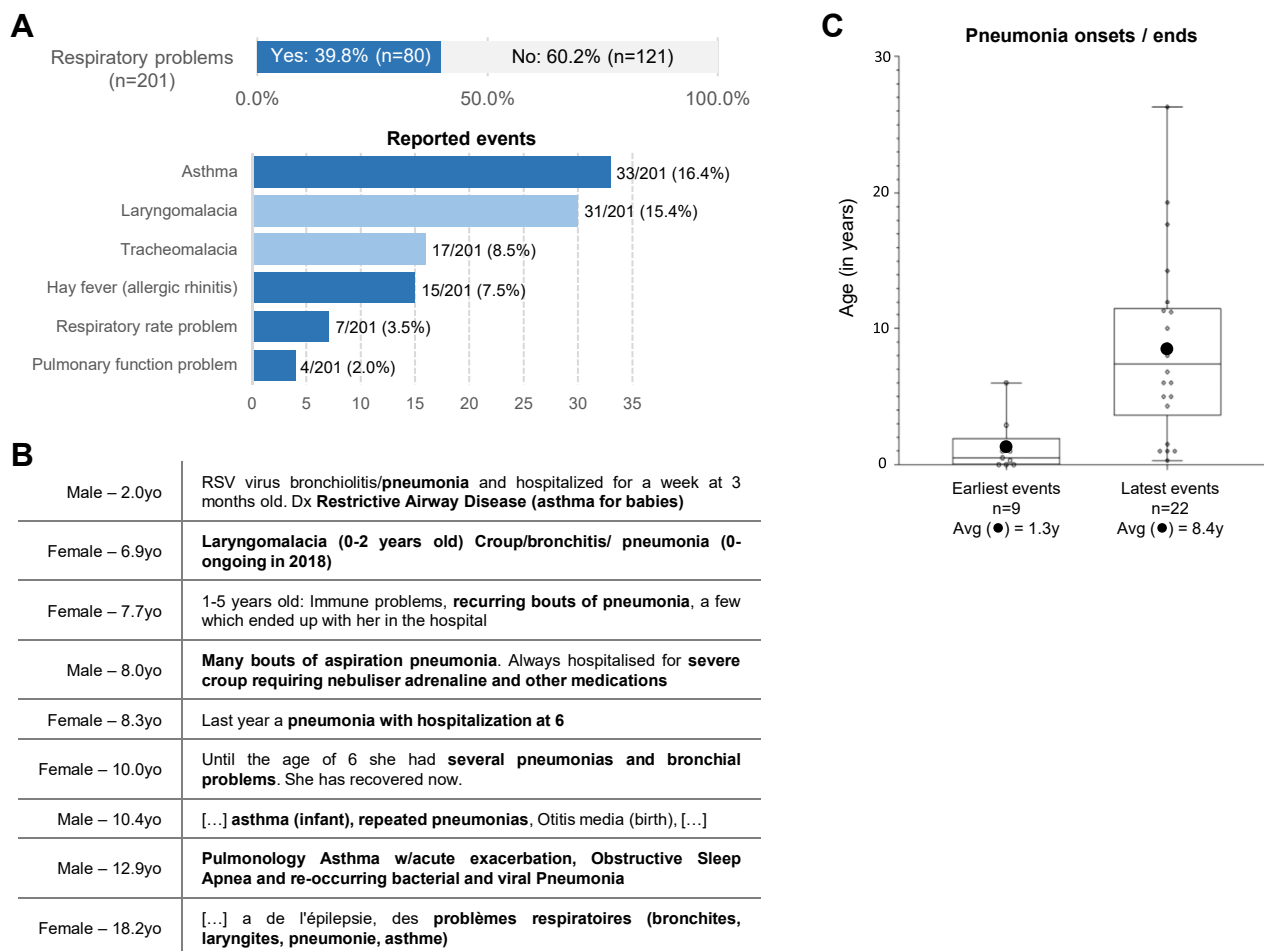 A
Respiratory problems
(n=201)
Yes: 39.8% (n=80)
No: 60.2% (n=121)
0.0%
50.0%
100.0%
Reported events
Asthma
33/201 (16.4%)
Laryngomalacia
31/201 (15.4%)
Tracheomalacia
17/201 (8.5%)
Hay fever (allergic rhinitis)
15/201 (7.5%)
Respiratory rate problem
7/201 (3.5%)
Pulmonary function problem
4/201 (2.0%)
0
5
10
15
20
25
30
35
B
Male – 2.0yo
RSV virus bronchiolitis/pneumonia and hospitalized for a week at 3
months old. Dx Restrictive Airway Disease (asthma for babies)
Female – 6.9yo
Laryngomalacia (0-2 years old) Croup/bronchitis/ pneumonia (0-
ongoing in 2018)
Female – 7.7yo
1-5 years old: Immune problems, recurring bouts of pneumonia, a few
which ended up with her in the hospital
Male – 8.0yo
Many bouts of aspiration pneumonia. Always hospitalised for severe
croup requiring nebuliser adrenaline and other medications
Female – 8.3yo
Last year a pneumonia with hospitalization at 6
Female – 10.0yo
Until the age of 6 she had several pneumonias and bronchial
problems. She has recovered now.
Male – 10.4yo
[…] asthma (infant), repeated pneumonias, Otitis media (birth), […]
Male – 12.9yo
Pulmonology Asthma w/acute exacerbation, Obstructive Sleep
Apnea and re-occurring bacterial and viral Pneumonia
Female – 18.2yo
[…] a de l'épilepsie, des problèmes respiratoires (bronchites,
laryngites, pneumonie, asthme)
C
Pneumonia onsets / ends
Age (in years)
30
20
10
0
Earliest events
n=9
Avg (●) = 1.3y
Latest events
n=22
Avg (●) = 8.4y